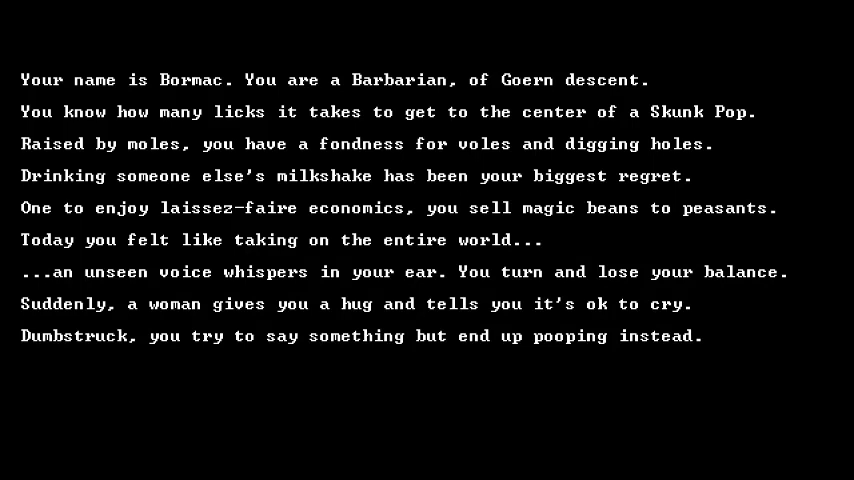 Your name is Bormac. You are a Barbarian, of Goern descent.
You know how many licks it takes to get to the center of a Skunk Pop.
Raised by moles, you have a fondness for voles and digging holes.
Drinking someone else's milkshake has been your biggest regret.
One to enjoy laissez-faire economics, you sell magic beans to peasants.
Today you felt like taking on the entire world...
...an unseen voice whispers in your ear. You turn and lose your balance.
Suddenly, a woman gives you a hug and tells you it's ok to cry.
Dumbstruck, you try to say something but end up pooping instead.